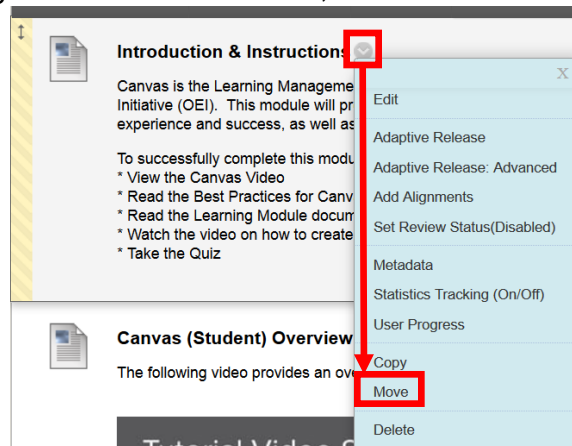 Introduction & Instructions
Canvas is the Learning Manageme
Initiative (OEI). This module will pr
experience and success, as well as
To successfully complete this modu
* View the Canvas Video
* Read the Best Practices for Canv
* Read the Learning Module docum
* Watch the video on how to create
* Take the Quiz
X
Edit
Adaptive Release
Adaptive Release: Advanced
Add Alignments
Set Review Status(Disabled)
Metadata
Statistics Tracking (On/Off)
User Progress
Copy
Move
Delete
Canvas (Student) Overview
The following video provides an ove
Tutorial Video S